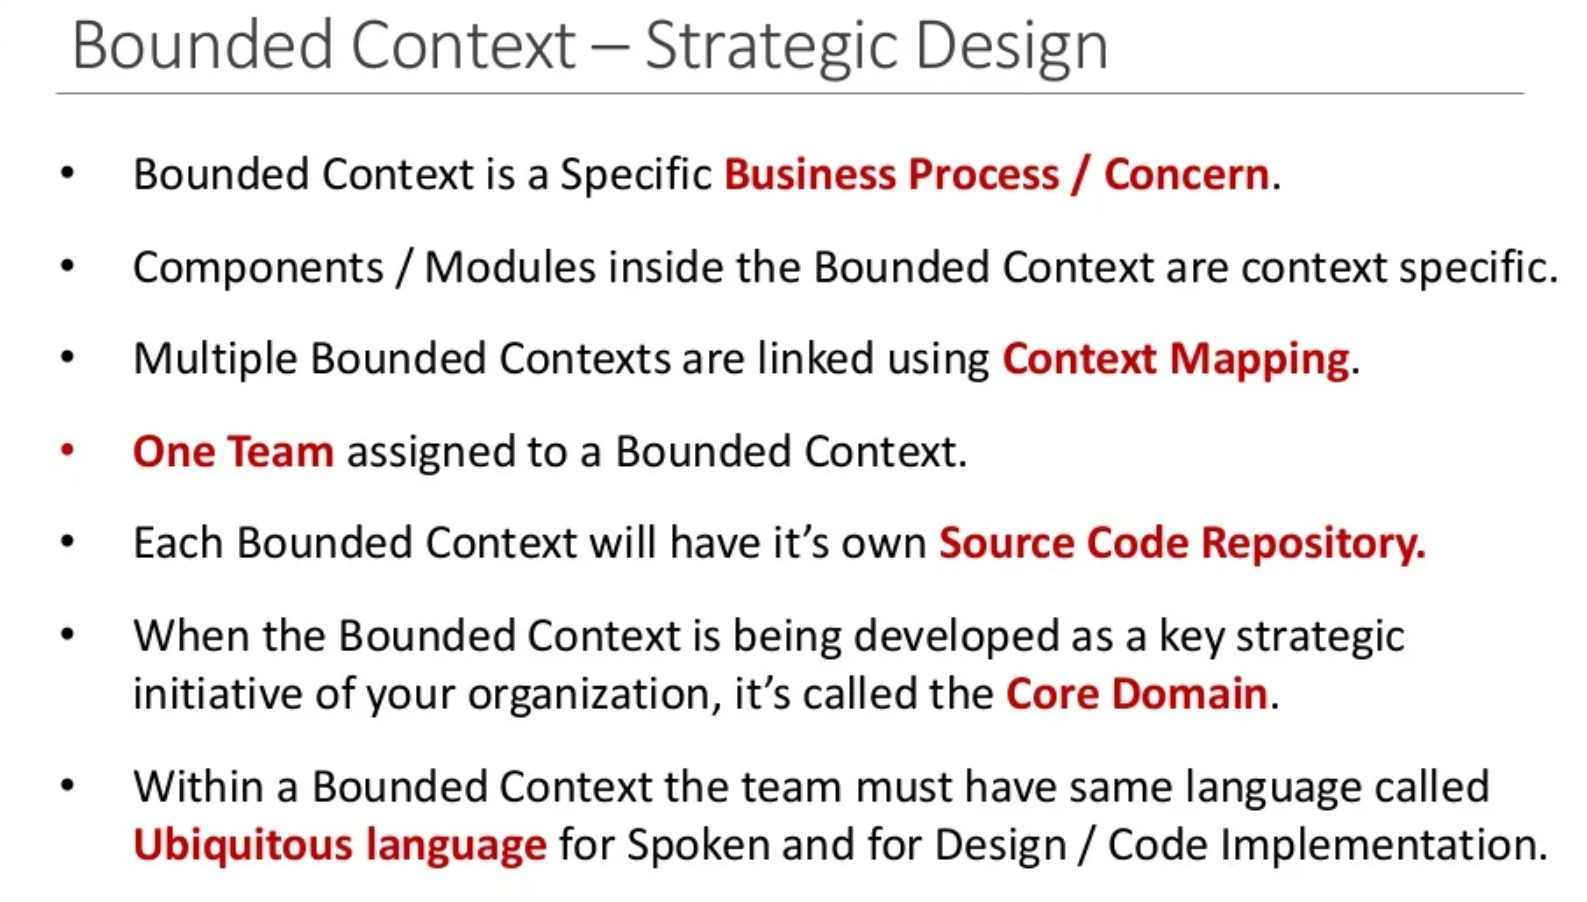 Bounded Context – Strategic Design
• Bounded Context is a Specific Business Process / Concern.
• Components / Modules inside the Bounded Context are context specific.
• Multiple Bounded Contexts are linked using Context Mapping.
• One Team assigned to a Bounded Context.
• Each Bounded Context will have it’s own Source Code Repository.
• When the Bounded Context is being developed as a key strategic
initiative of your organization, it’s called the Core Domain.
• Within a Bounded Context the team must have same language called
Ubiquitous language for Spoken and for Design / Code Implementation.